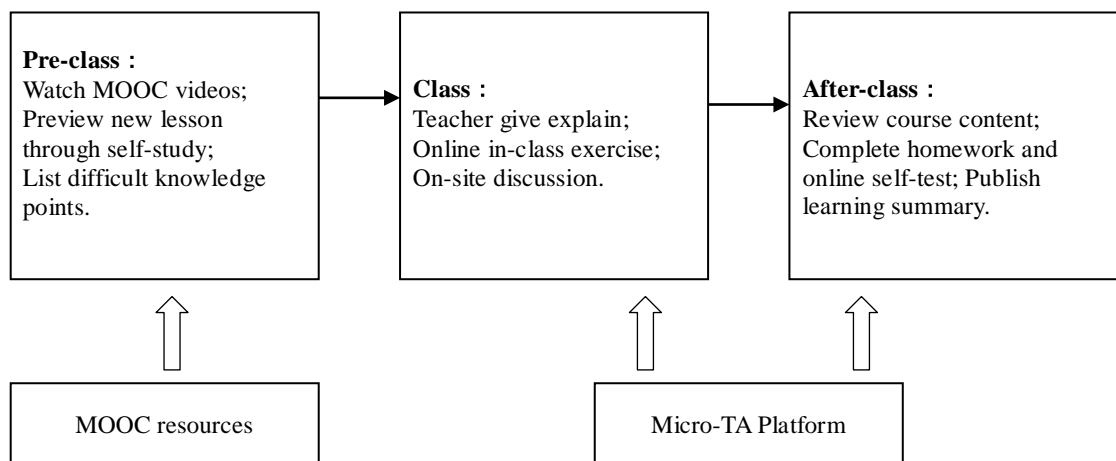 Pre-class：
Watch MOOC videos;
Preview new lesson
through self-study;
List difficult knowledge
points.
Class：
Teacher give explain;
Online in-class exercise;
On-site discussion.
After-class：
Review course content;
Complete homework and
online self-test; Publish
learning summary.
MOOC resources
Micro-TA Platform